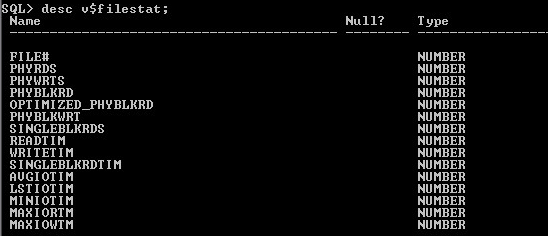 SQL> desc v$filestat;
Name Null? Type
----------------------------------------- -------- ----------------------------
FILE# NUMBER
PHYRDS NUMBER
PHYWRTS NUMBER
PHYBLKRD NUMBER
OPTIMIZED_PHYBLKRD NUMBER
PHYBLKWRT NUMBER
SINGLEBLKRDS NUMBER
READTIM NUMBER
WRITETIM NUMBER
SINGLEBLKRDTIM NUMBER
AVGIOTIM NUMBER
LSTIOTIM NUMBER
MINIOTIM NUMBER
MAXIORTM NUMBER
MAXIOWTM NUMBER